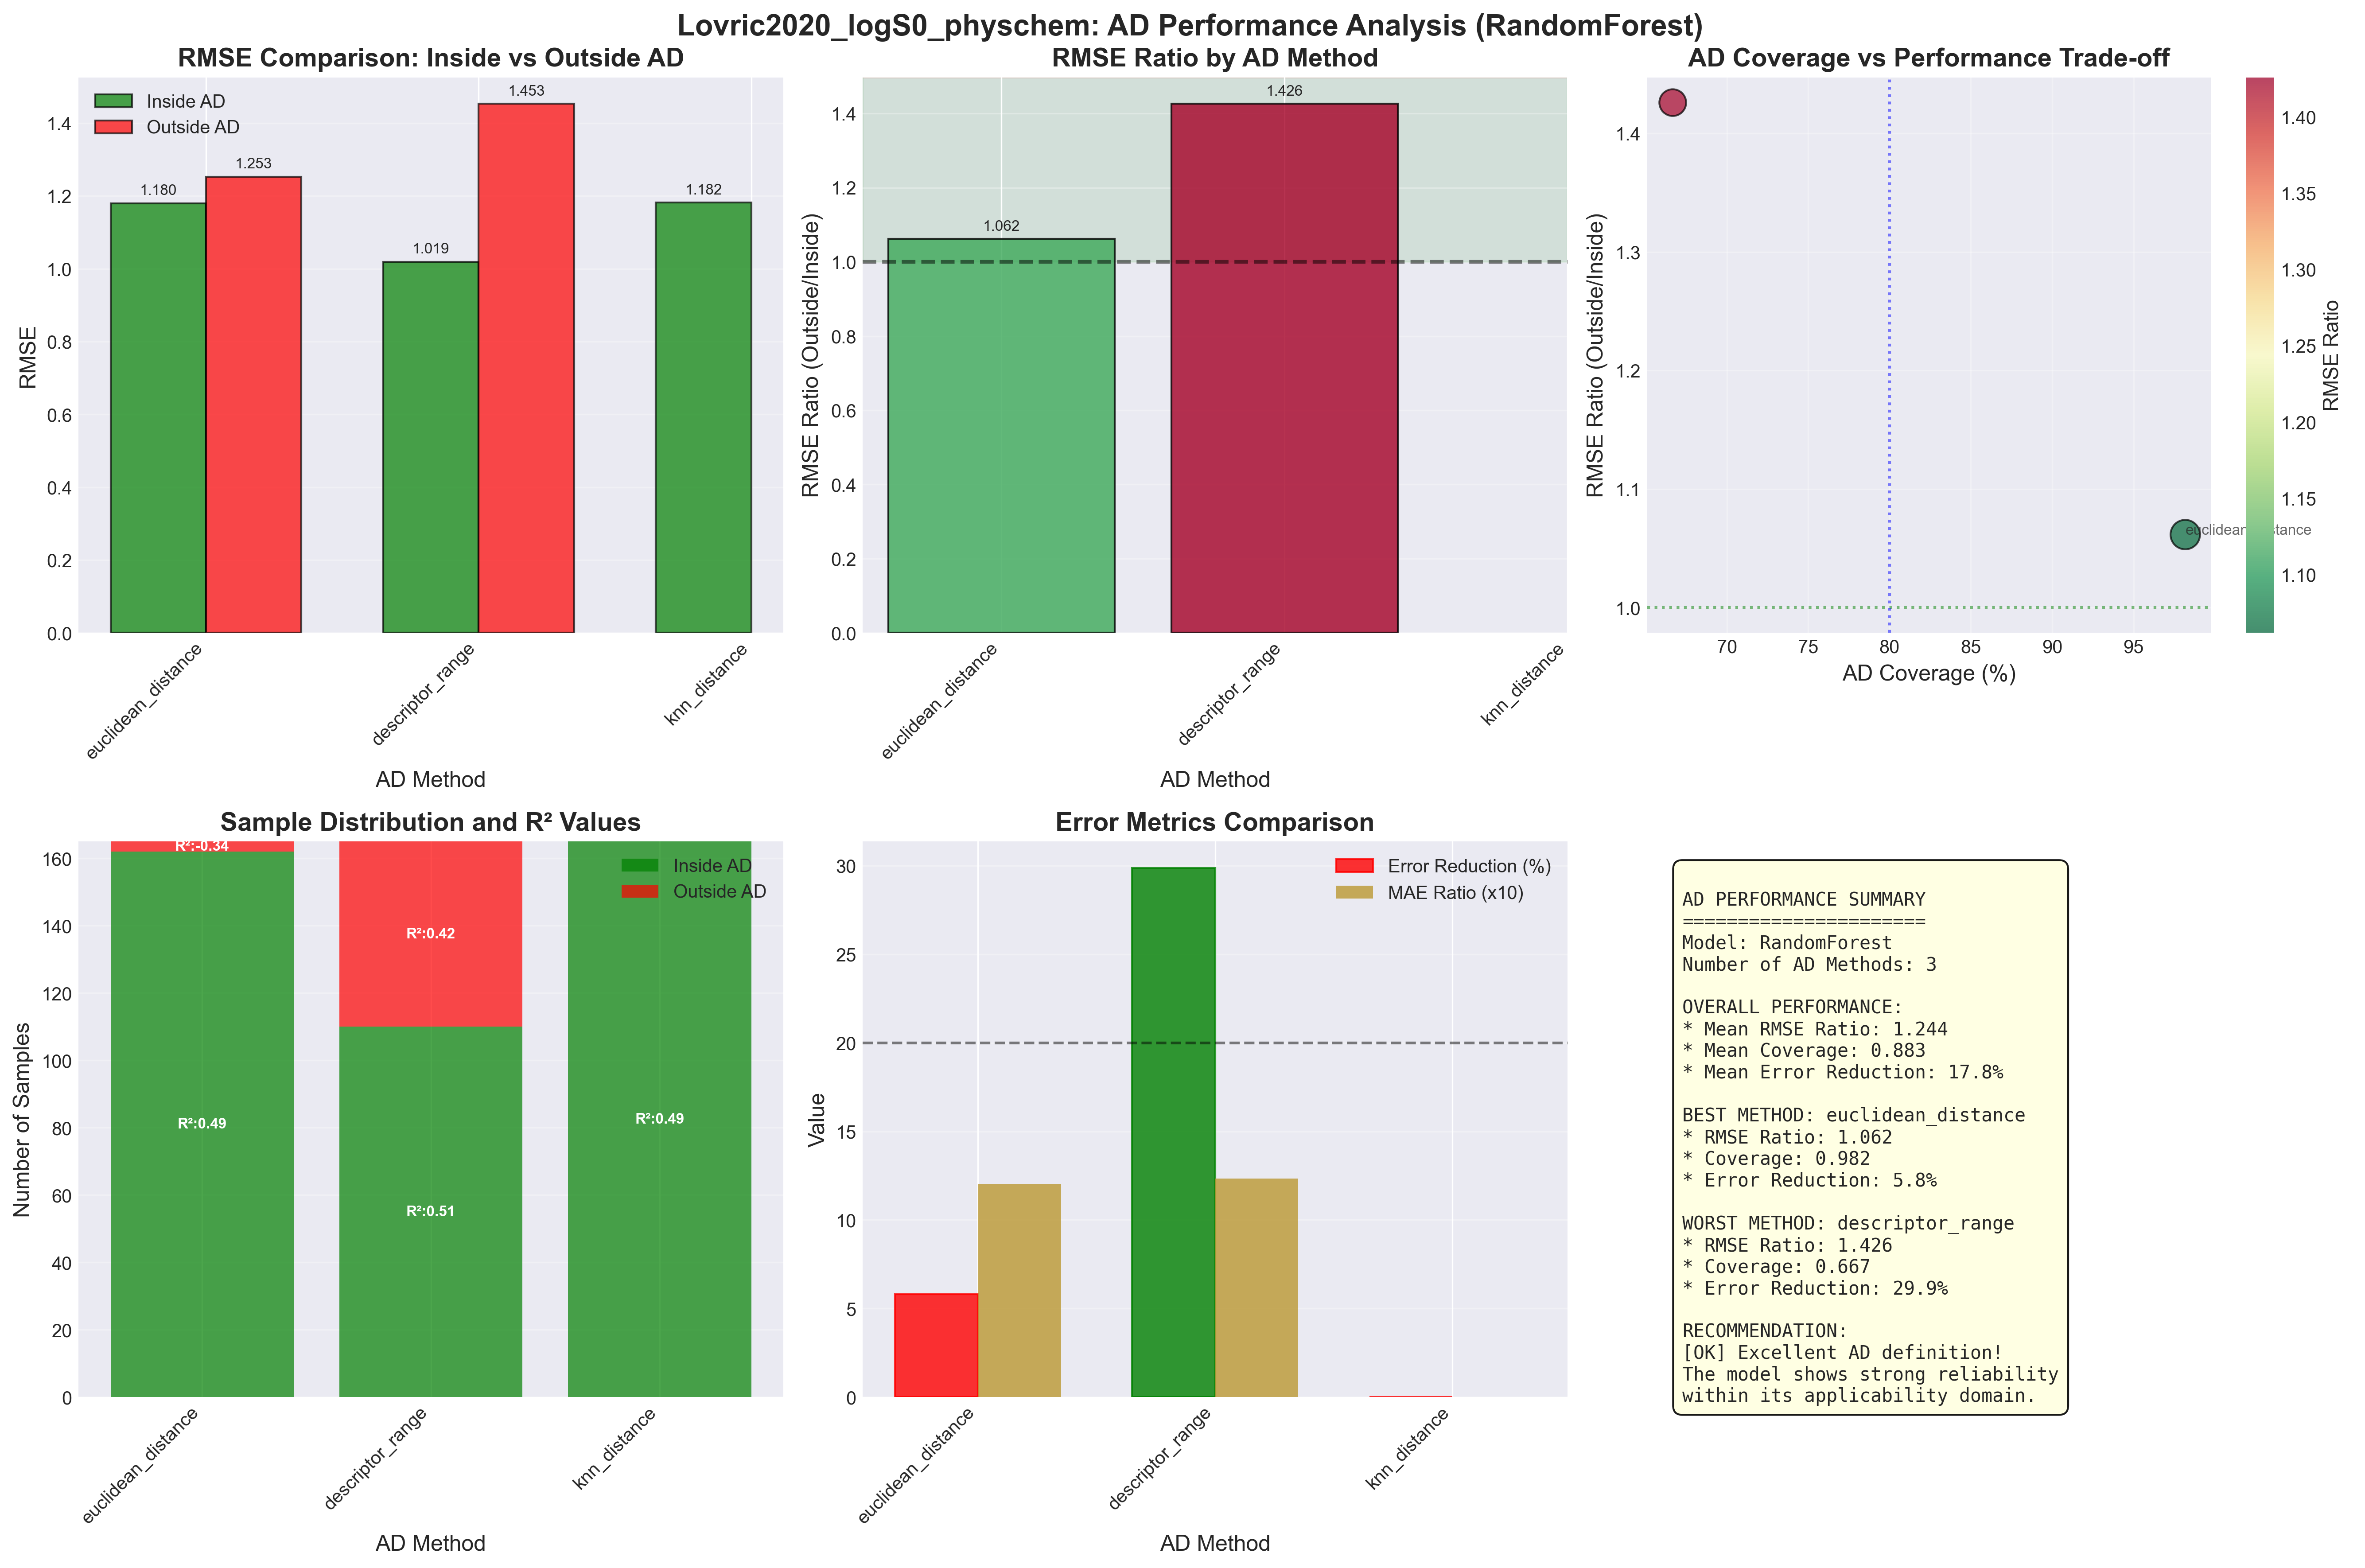 Lovric2020_logS0_physchem: AD Performance Analysis (RandomForest)
RMSE Comparison: Inside vs Outside AD
Inside AD
Outside AD
1.180
1.253
1.019
1.453
1.182
RMSE
0.0
0.2
0.4
0.6
0.8
1.0
1.2
1.4
euclidean_distance
descriptor_range
knn_distance
AD Method
RMSE Ratio by AD Method
1.062
1.426
RMSE Ratio (Outside/Inside)
0.0
0.2
0.4
0.6
0.8
1.0
1.2
1.4
euclidean_distance
descriptor_range
knn_distance
AD Method
AD Coverage vs Performance Trade-off
RMSE Ratio (Outside/Inside)
1.0
1.1
1.2
1.3
1.4
70
75
80
85
90
95
AD Coverage (%)
euclidean_distance
1.40
1.35
1.30
1.25
1.20
1.15
1.10
RMSE Ratio
Sample Distribution and R² Values
Inside AD
Outside AD
R²:-0.34
R²:0.49
R²:0.42
R²:0.51
R²:0.49
Number of Samples
0
20
40
60
80
100
120
140
160
euclidean_distance
descriptor_range
knn_distance
AD Method
Error Metrics Comparison
Error Reduction (%)
MAE Ratio (x10)
Value
0
5
10
15
20
25
30
euclidean_distance
descriptor_range
knn_distance
AD Method
AD PERFORMANCE SUMMARY
======================
Model: RandomForest
Number of AD Methods: 3
OVERALL PERFORMANCE:
* Mean RMSE Ratio: 1.244
* Mean Coverage: 0.883
* Mean Error Reduction: 17.8%
BEST METHOD: euclidean_distance
* RMSE Ratio: 1.062
* Coverage: 0.982
* Error Reduction: 5.8%
WORST METHOD: descriptor_range
* RMSE Ratio: 1.426
* Coverage: 0.667
* Error Reduction: 29.9%
RECOMMENDATION:
[OK] Excellent AD definition!
The model shows strong reliability
within its applicability domain.